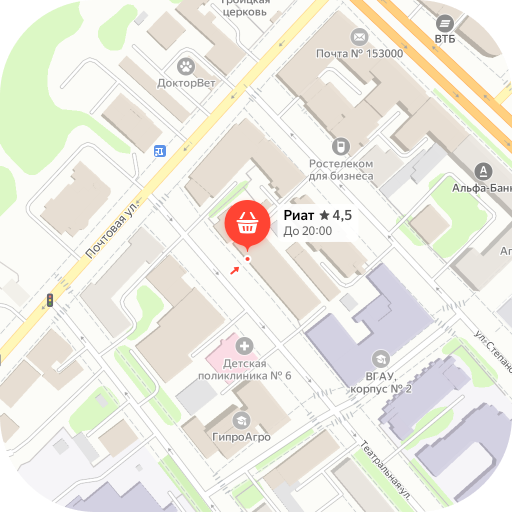 Троицкая
церковь
ВТБ
Почта № 153000
ДокторВет
Ростелеком
для бизнеса
Альфа-Банк
Риат ★ 4,5
До 20:00
Почтовая ул.
ул. Степано
Детская
поликлиника № 6
ВГАУ,
корпус № 2
ГипроАгро
Театральная ул.